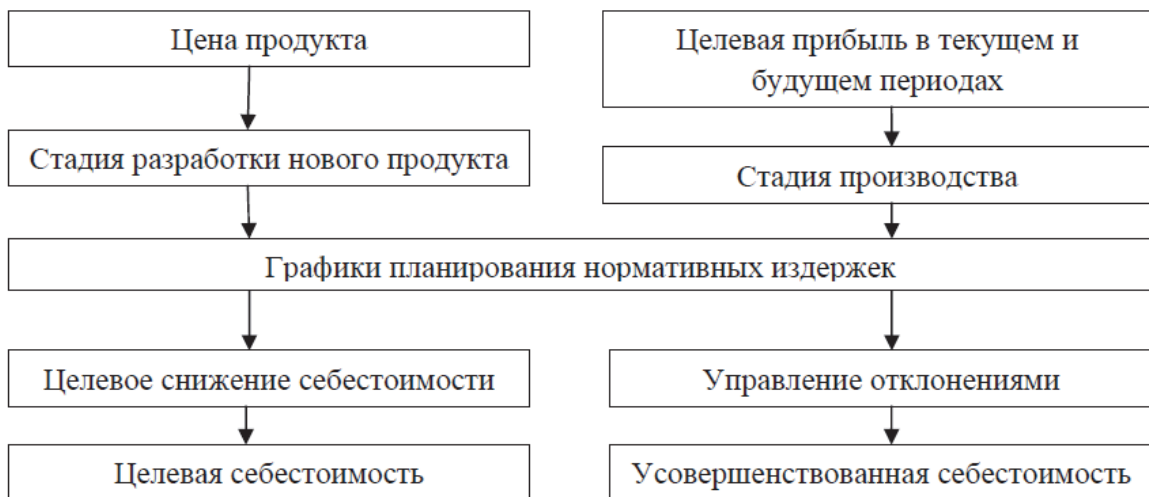 Цена продукта
Целевая прибыль в текущем и
будущем периодах
Стадия разработки нового продукта
Стадия производства
Графики планирования нормативных издержек
Целевое снижение себестоимости
Управление отклонениями
Целевая себестоимость
Усовершенствованная себестоимость